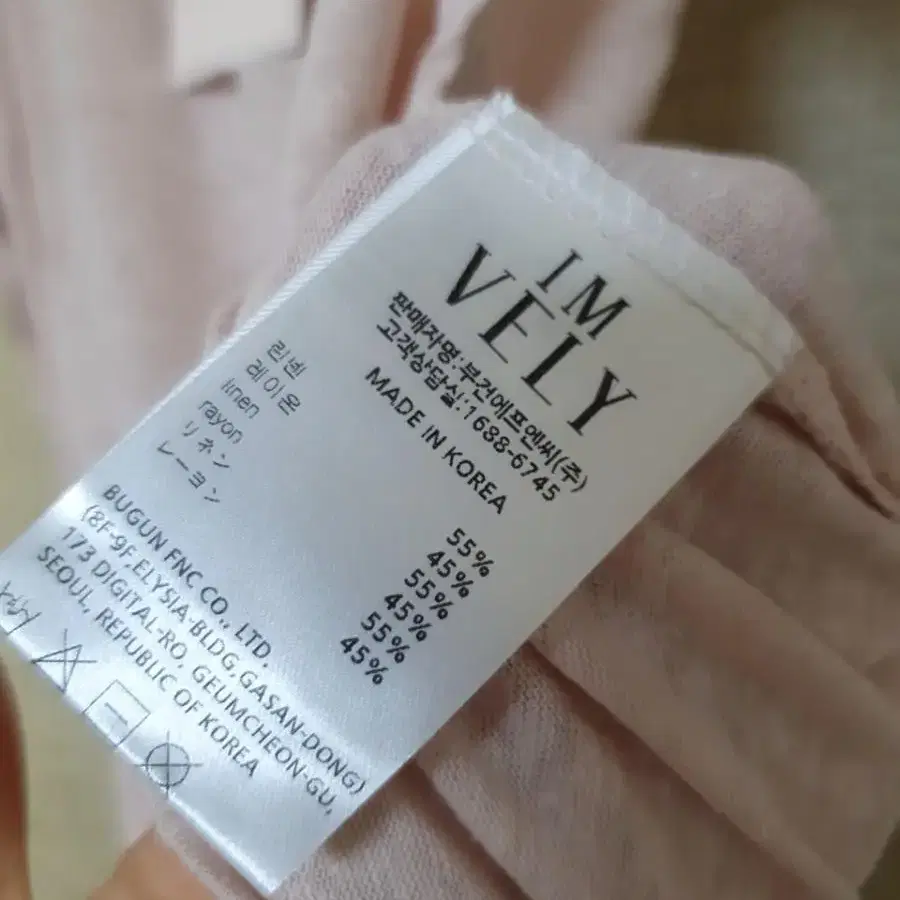 IM
VELY
판매자명:부건에프엔씨(주)
고객상담실:1688-6745
MADE IN KOREA
린넨 55%
레이온 45%
linen 55%
rayon 45%
リネン 55%
レーヨン 45%
BUGUN FNC CO., LTD.
(8F-9F,ELYSIA-BLDG,GASAN-DONG)
173 DIGITAL-RO, GEUMCHEON-GU,
SEOUL, REPUBLIC OF KOREA